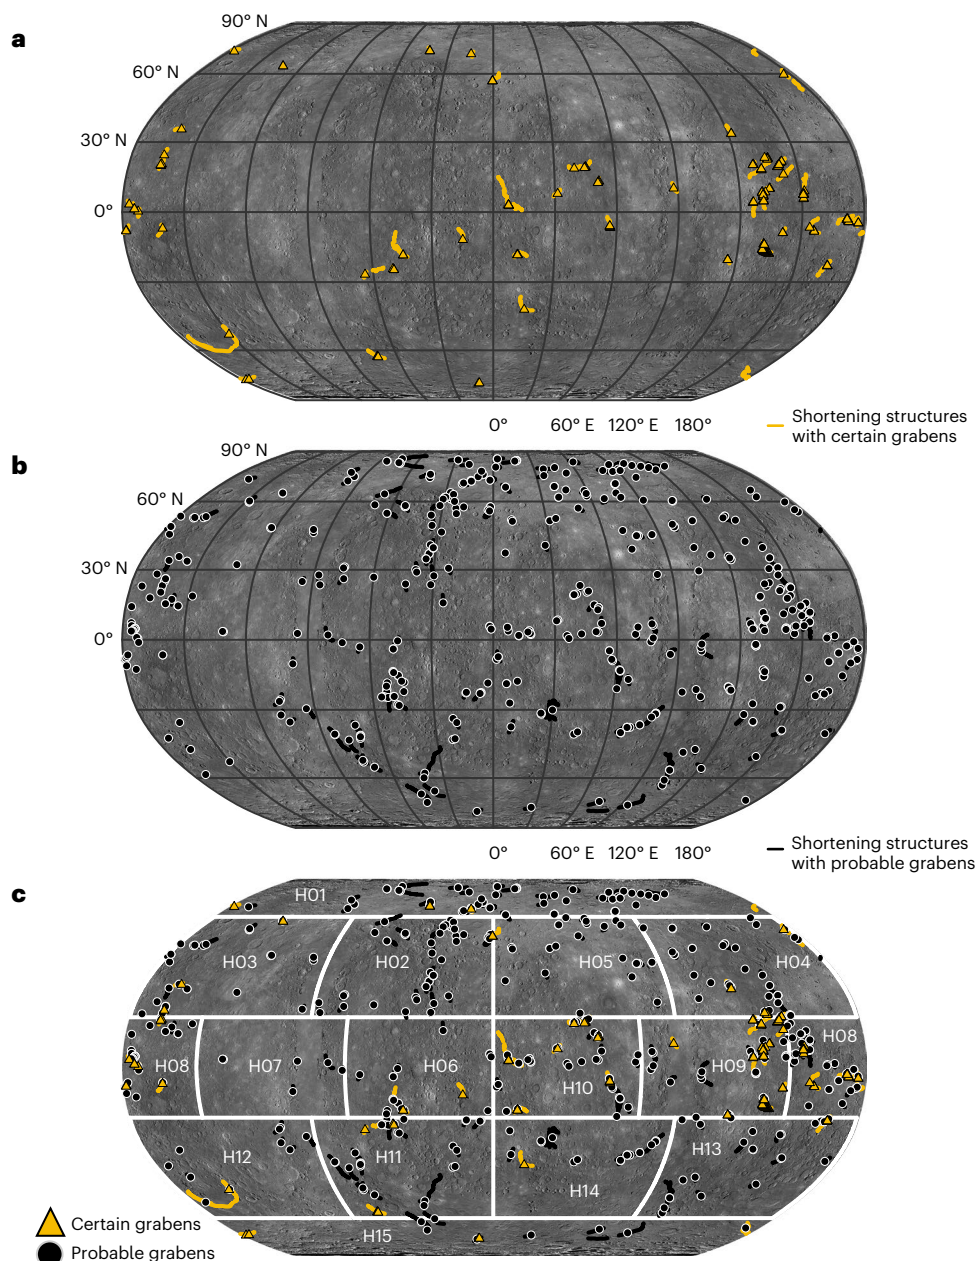 a
90° N
60° N
30° N
0°
0° 60° E 120° E 180°
Shortening structures
with certain grabens
b
90° N
60° N
30° N
0°
0° 60° E 120° E 180°
Shortening structures
with probable grabens
c
H01
H03 H02 H05 H04
H08 H07 H06 H10 H09 H08
H12 H11 H14 H13
H15
Certain grabens
Probable grabens